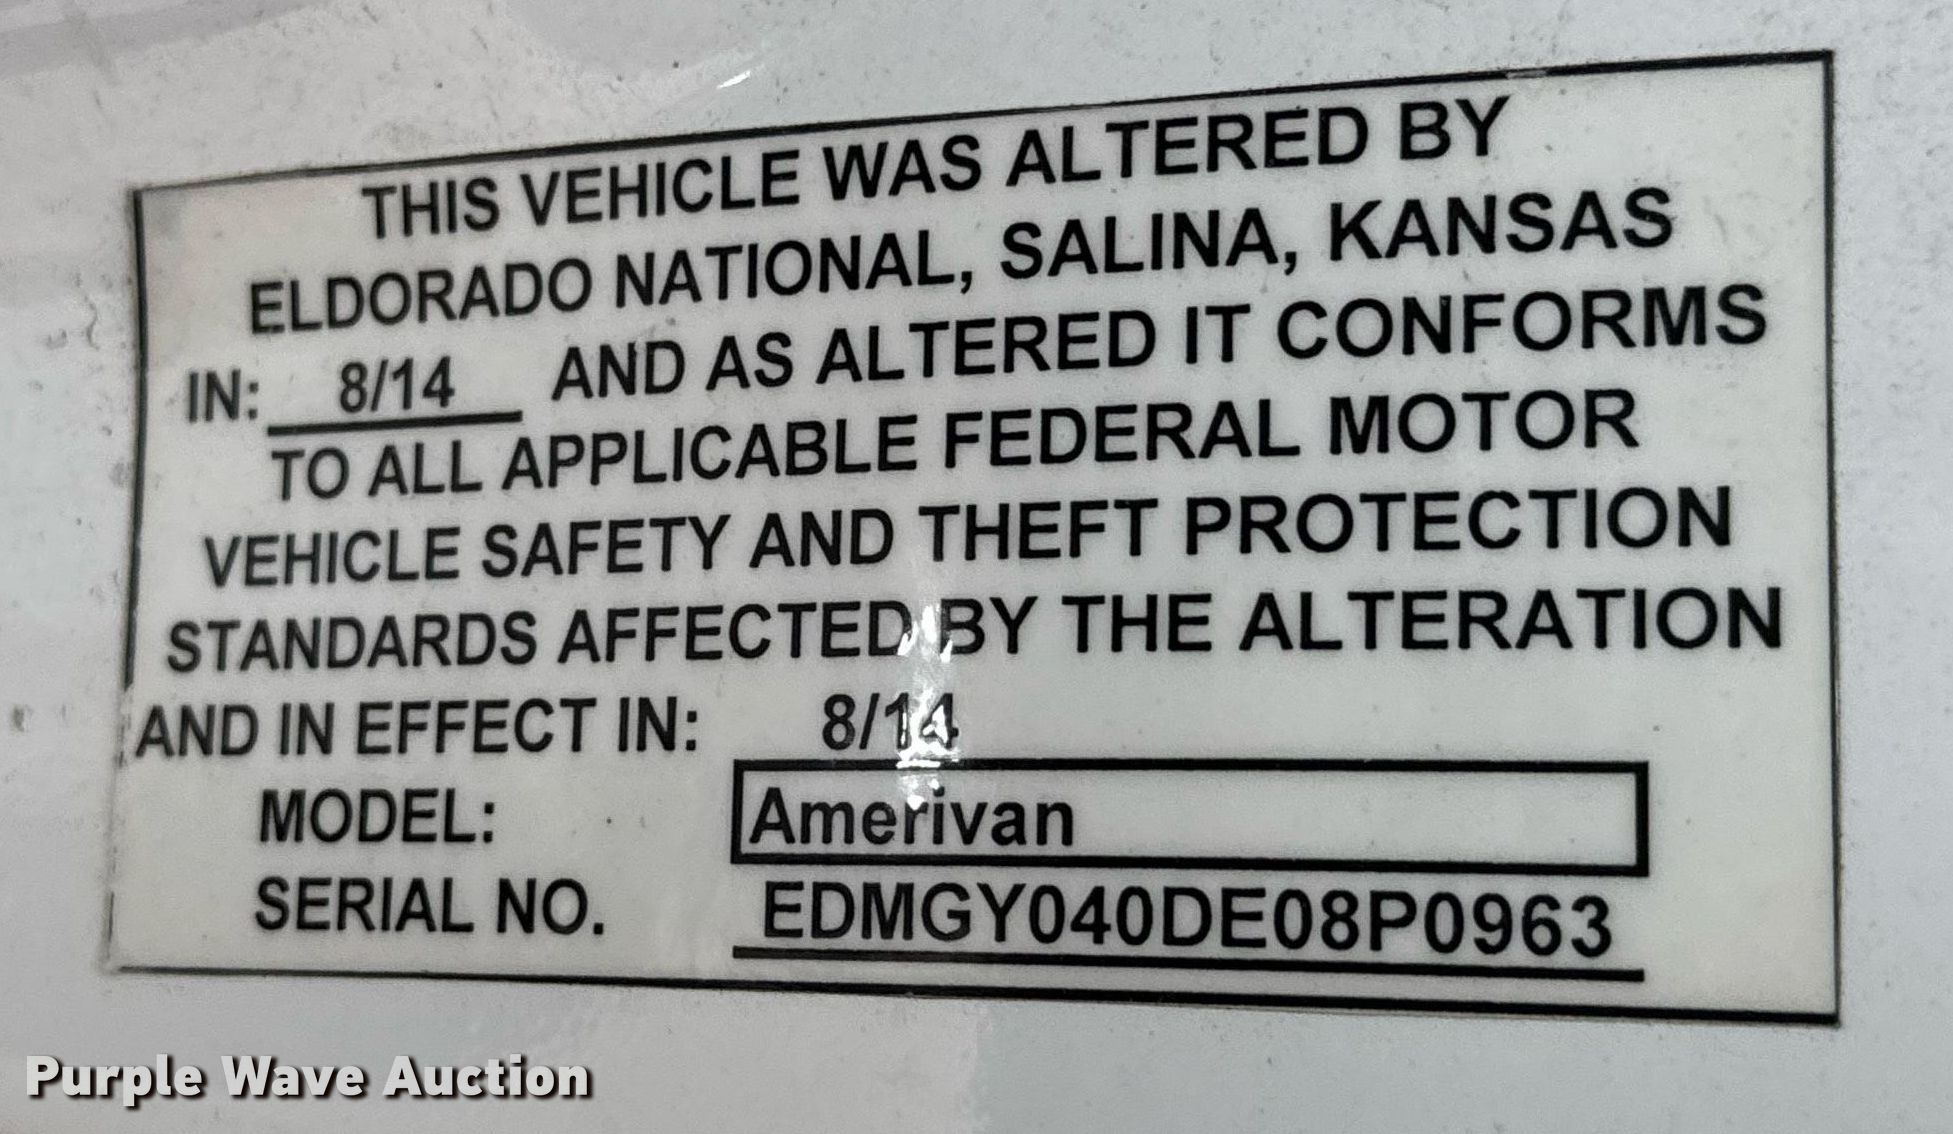 THIS VEHICLE WAS ALTERED BY
ELDORADO NATIONAL, SALINA, KANSAS
IN: 8/14 AND AS ALTERED IT CONFORMS
TO ALL APPLICABLE FEDERAL MOTOR
VEHICLE SAFETY AND THEFT PROTECTION
STANDARDS AFFECTED BY THE ALTERATION
AND IN EFFECT IN: 8/14
MODEL: Amerivan
SERIAL NO. EDMGY040DE08P0963
Purple Wave Auction